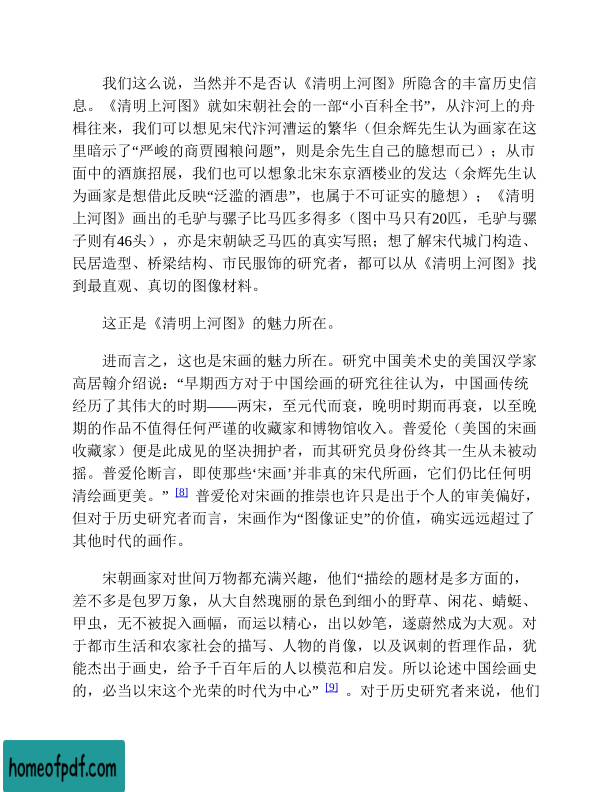 我们这么说，当然并不是否认《清明上河图》所隐含的丰富历史信
息。《清明上河图》就如宋朝社会的一部“小百科全书”，从汴河上的舟
楫往来，我们可以想见宋代汴河漕运的繁华（但余辉先生认为画家在这
里暗示了“严峻的商贾囤粮问题”，则是余先生自己的臆想而已）；从市
面中的酒旗招展，我们也可以想象北宋东京酒楼业的发达（余辉先生认
为画家是想借此反映“泛滥的酒患”，也属于不可证实的臆想）；《清明
上河图》画出的毛驴与骡子比马匹多得多（图中马只有20匹，毛驴与骡
子则有46头），亦是宋朝缺乏马匹的真实写照；想了解宋代城门构造、
民居造型、桥梁结构、市民服饰的研究者，都可以从《清明上河图》找
到最直观、真切的图像材料。
这正是《清明上河图》的魅力所在。
进而言之，这也是宋画的魅力所在。研究中国美术史的美国汉学家
高居翰介绍说：“早期西方对于中国绘画的研究往往认为，中国画传统
经历了其伟大的时期——两宋，至元代而衰，晚明时期而再衰，以至晚
期的作品不值得任何严谨的收藏家和博物馆收入。普爱伦（美国的宋画
收藏家）便是此成见的坚决拥护者，而其研究员身份终其一生从未被动
摇。普爱伦断言，即使那些‘宋画’并非真的宋代所画，它们仍比任何明
清绘画更美。” [8] 普爱伦对宋画的推崇也许只是出于个人的审美偏好，
但对于历史研究者而言，宋画作为“图像证史”的价值，确实远远超过了
其他时代的画作。
宋朝画家对世间万物都充满兴趣，他们“描绘的题材是多方面的，
差不多是包罗万象，从大自然瑰丽的景色到细小的野草、闲花、蜻蜓、
甲虫，无不被捉入画幅，而运以精心，出以妙笔，遂蔚然成为大观。对
于都市生活和农家社会的描写、人物的肖像，以及讽刺的哲理作品，犹
能杰出于画史，给予千百年后的人以模范和启发。所以论述中国绘画史
的，必当以宋这个光荣的时代为中心” [9] 。对于历史研究者来说，他们
homeofpdf.com